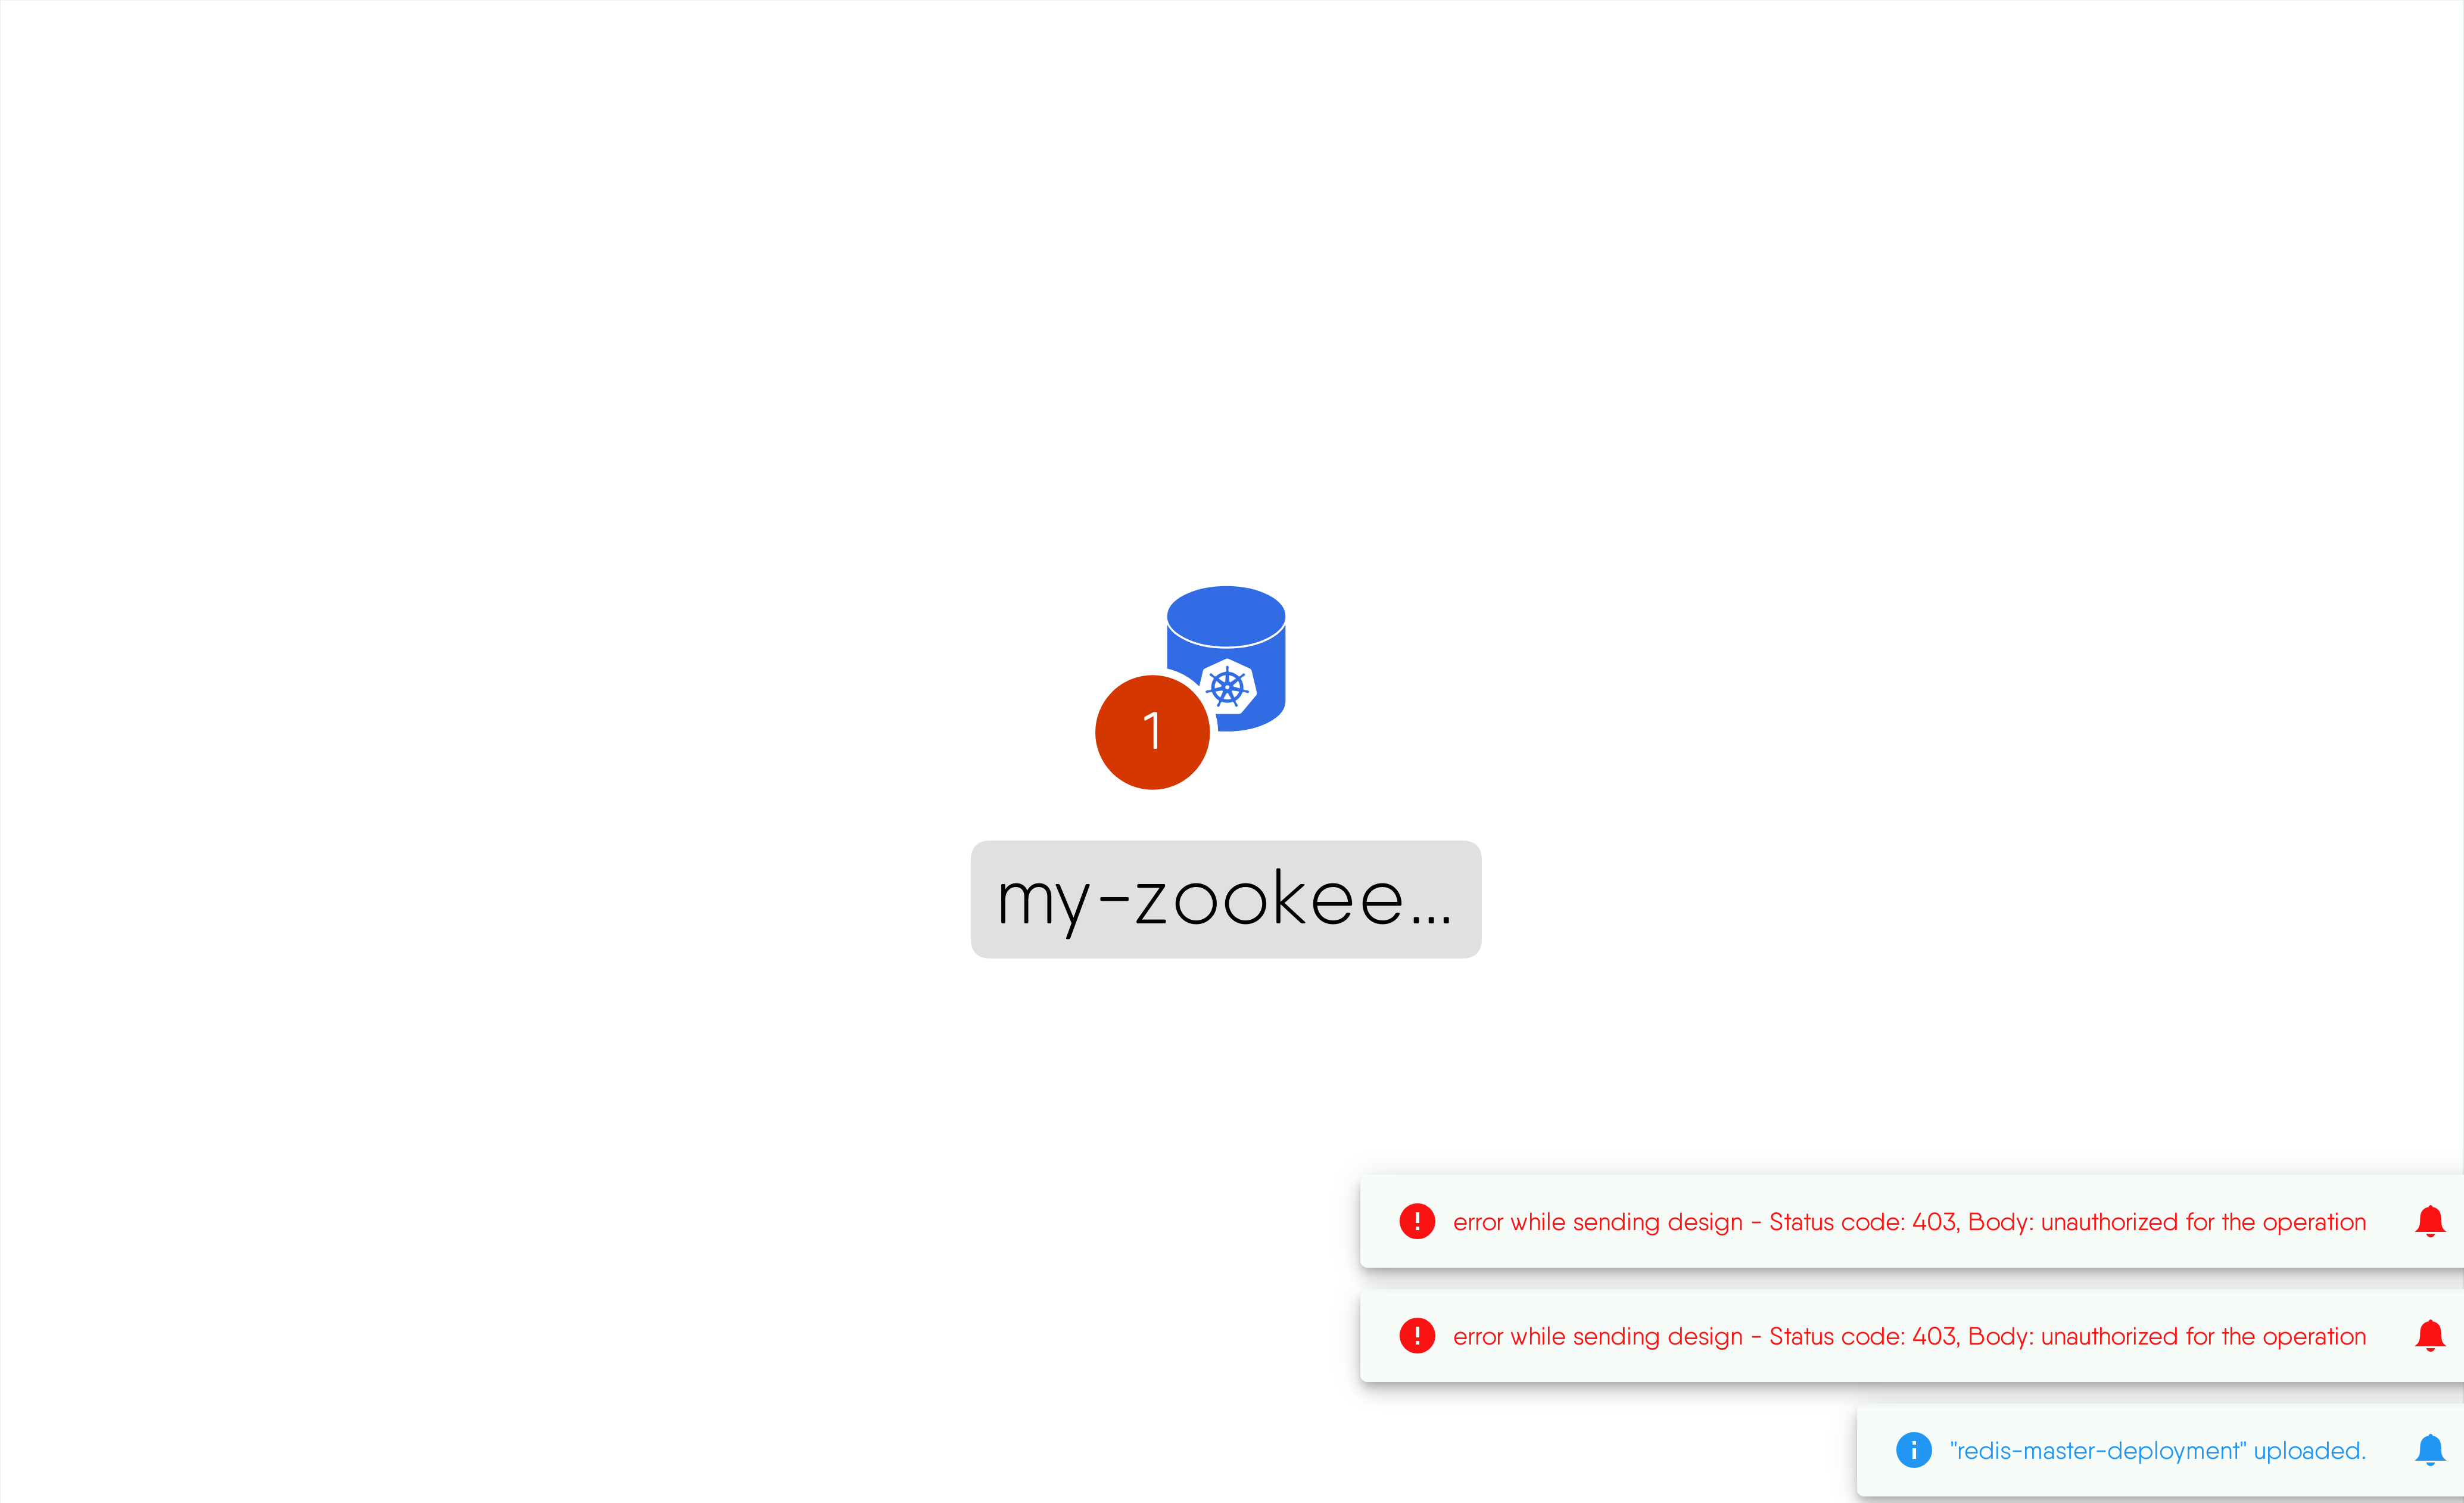 1
my-zookee...
error while sending design - Status code: 403, Body: unauthorized for the operation
error while sending design - Status code: 403, Body: unauthorized for the operation
"redis-master-deployment" uploaded.